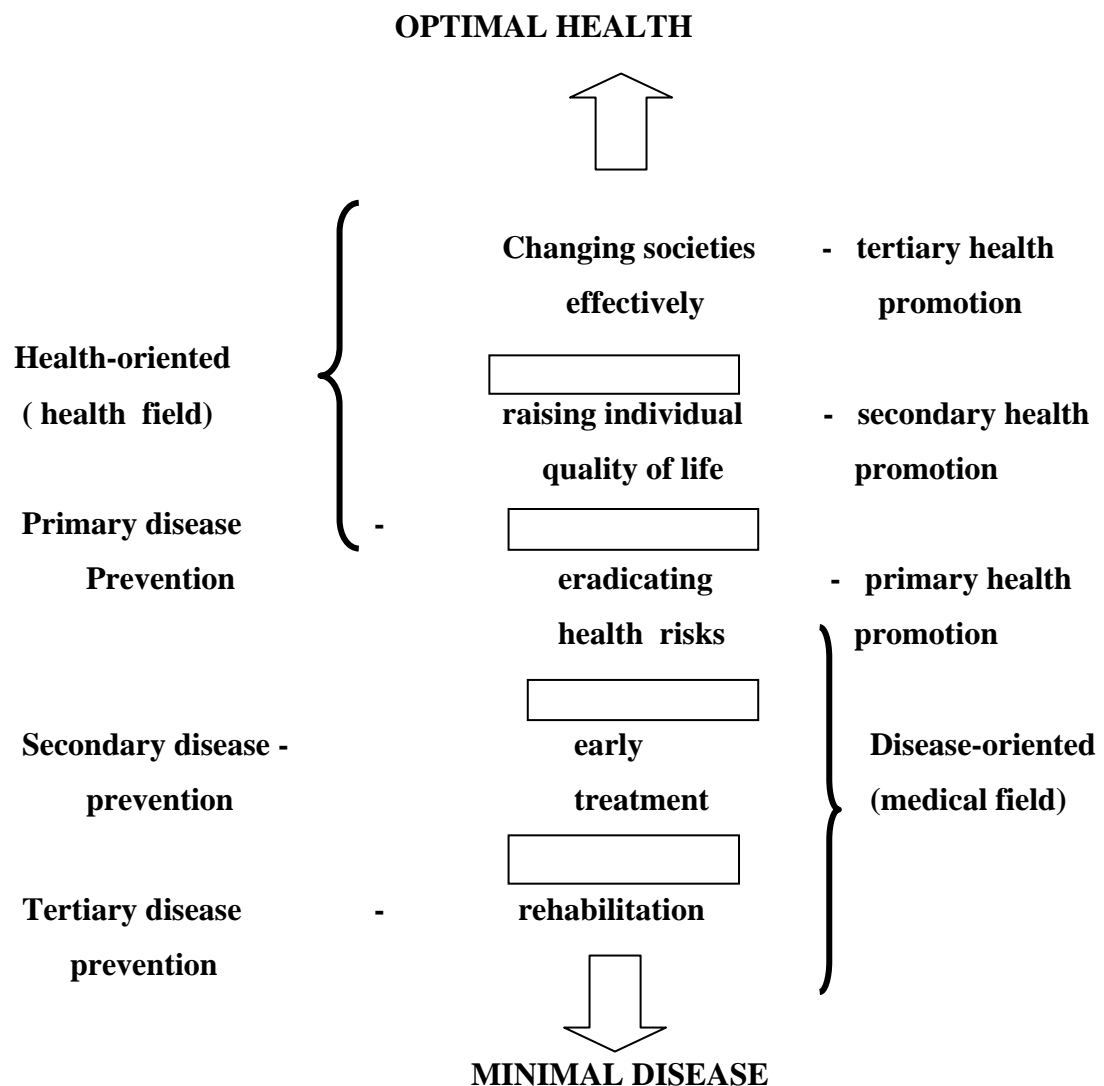 OPTIMAL HEALTH
Changing societies - tertiary health
effectively promotion
Health-oriented
( health field)
raising individual - secondary health
quality of life promotion
Primary disease -
Prevention eradicating - primary health
health risks promotion
Secondary disease - early Disease-oriented
prevention treatment (medical field)
Tertiary disease - rehabilitation
prevention
MINIMAL DISEASE